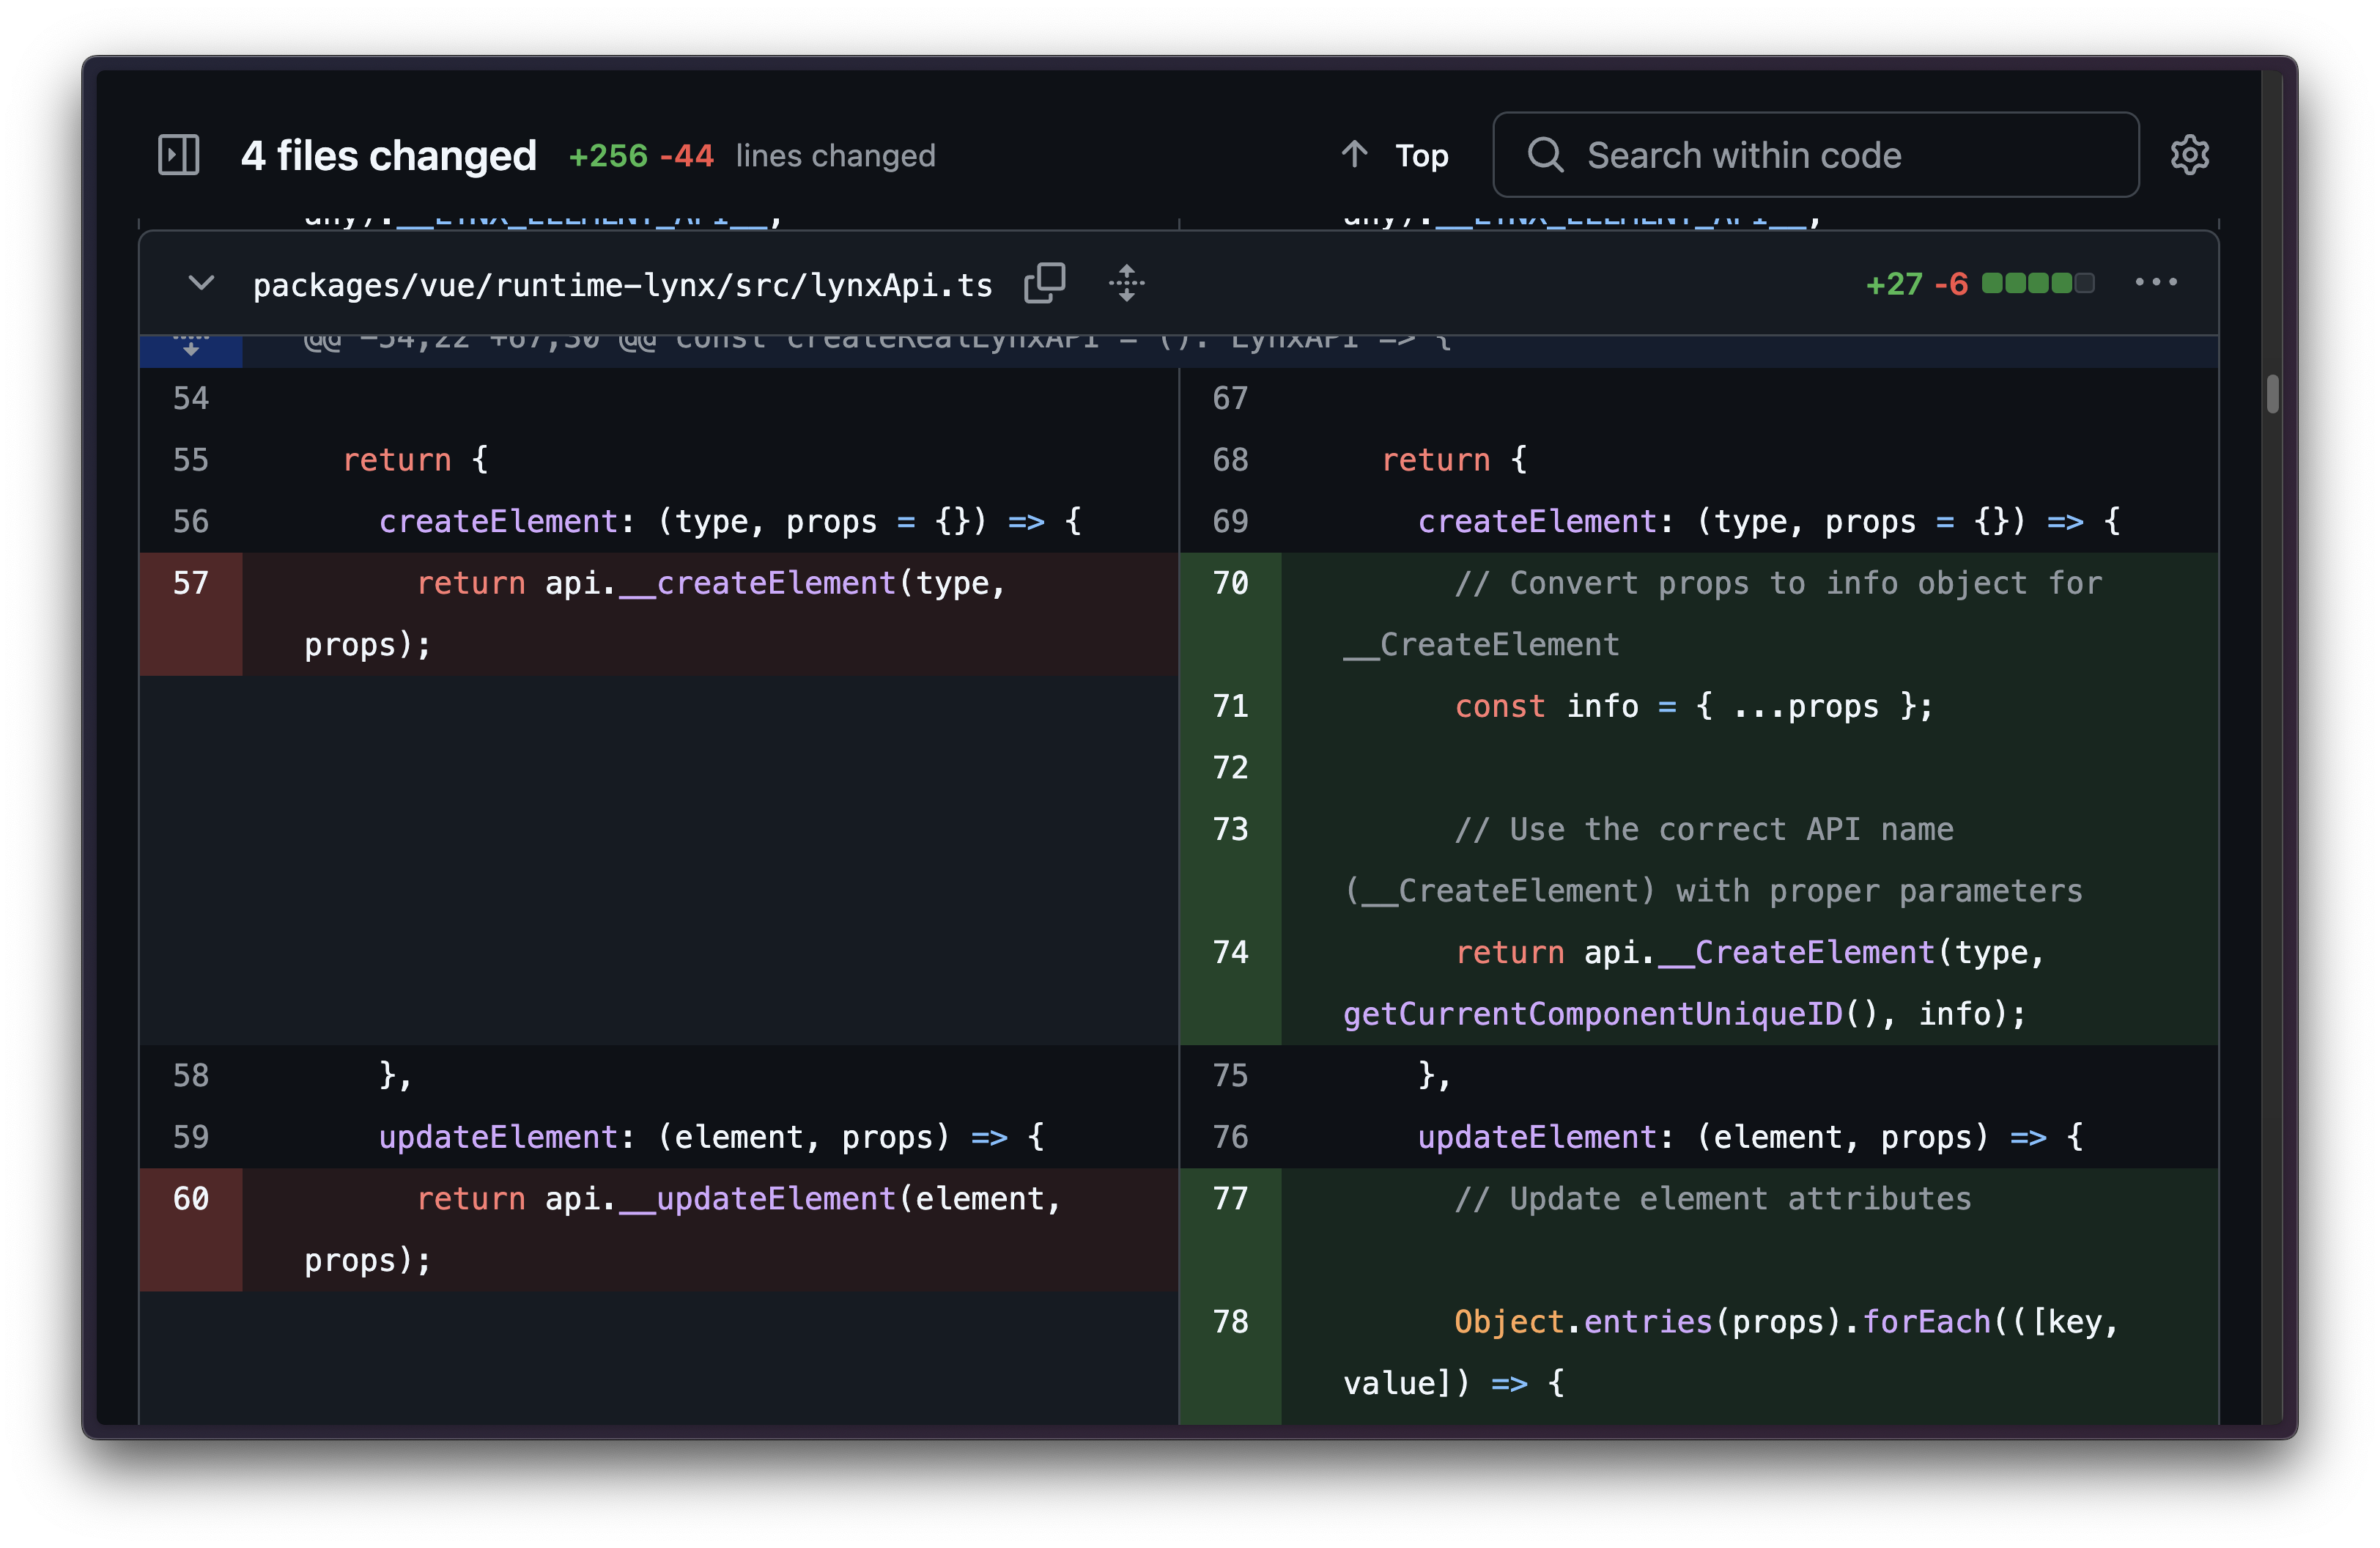 4 files changed +256 -44 lines changed
Top
Search within code
any).__LYNX_ELEMENT_API__;
any).__LYNX_ELEMENT_API__;
packages/vue/runtime-lynx/src/lynxApi.ts
+27 -6
@@ -54,22 +67,30 @@ const createRealLynxAPI = (): LynxAPI => {
54
55 return {
56 createElement: (type, props = {}) => {
57 return api.__createElement(type,
props);
58 },
59 updateElement: (element, props) => {
60 return api.__updateElement(element,
props);
67
68 return {
69 createElement: (type, props = {}) => {
70 // Convert props to info object for
__CreateElement
71 const info = { ...props };
72
73 // Use the correct API name
(__CreateElement) with proper parameters
74 return api.__CreateElement(type,
getCurrentComponentUniqueID(), info);
75 },
76 updateElement: (element, props) => {
77 // Update element attributes
78 Object.entries(props).forEach(([key,
value]) => {